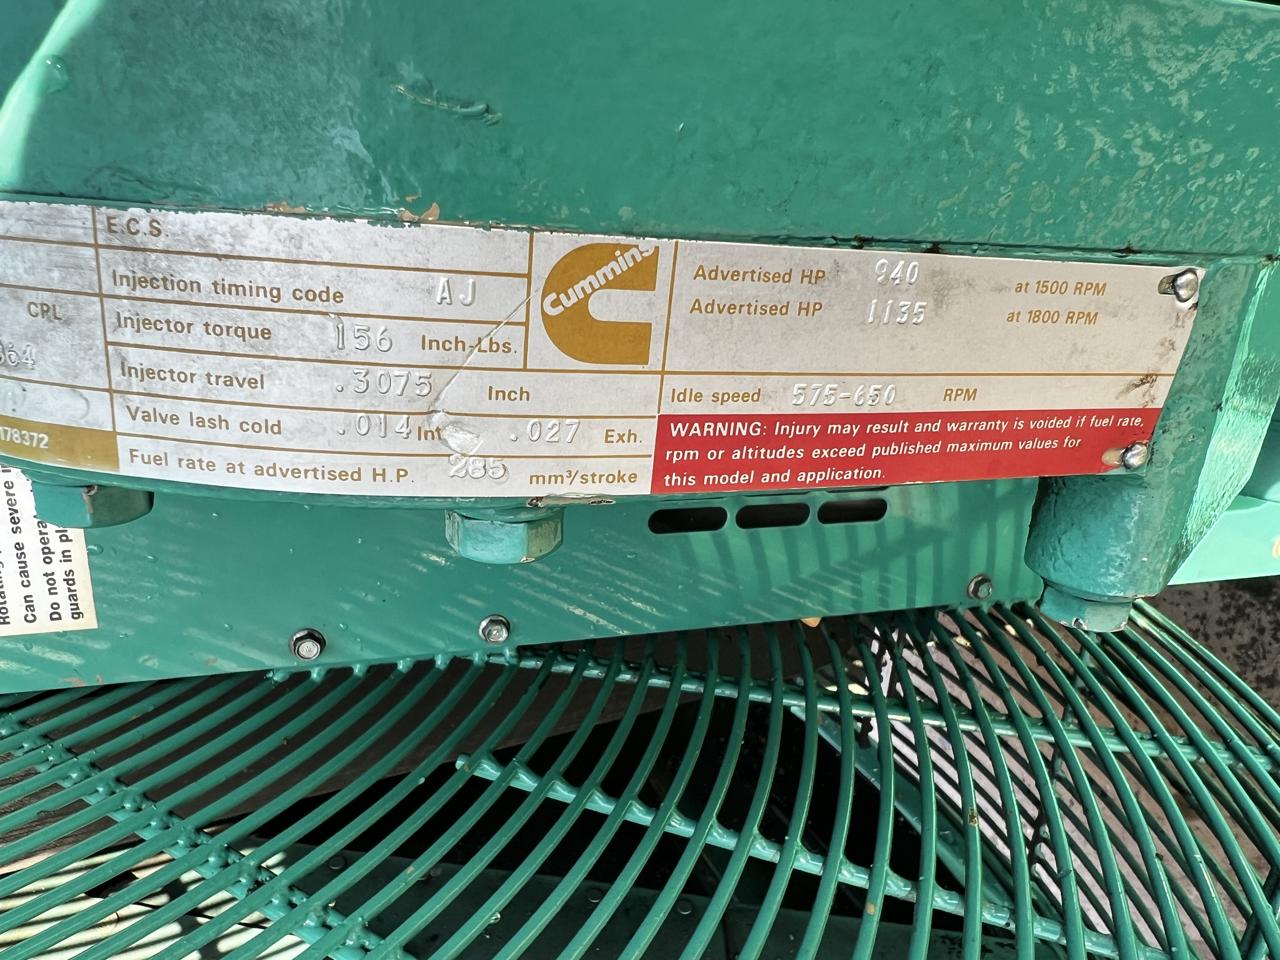 E.C.S.
Injection timing code AJ
CPL
Injector torque 156 Inch-Lbs.
Injector travel .3075 Inch
Valve lash cold .014 Int .027 Exh.
178372
Fuel rate at advertised H.P. 285 mm³/stroke
Cummins
Advertised HP 940 at 1500 RPM
Advertised HP 1135 at 1800 RPM
Idle speed 575-650 RPM
WARNING: Injury may result and warranty is voided if fuel rate,
rpm or altitudes exceed published maximum values for
this model and application.
Can cause severe
Do not opera
guards in pl